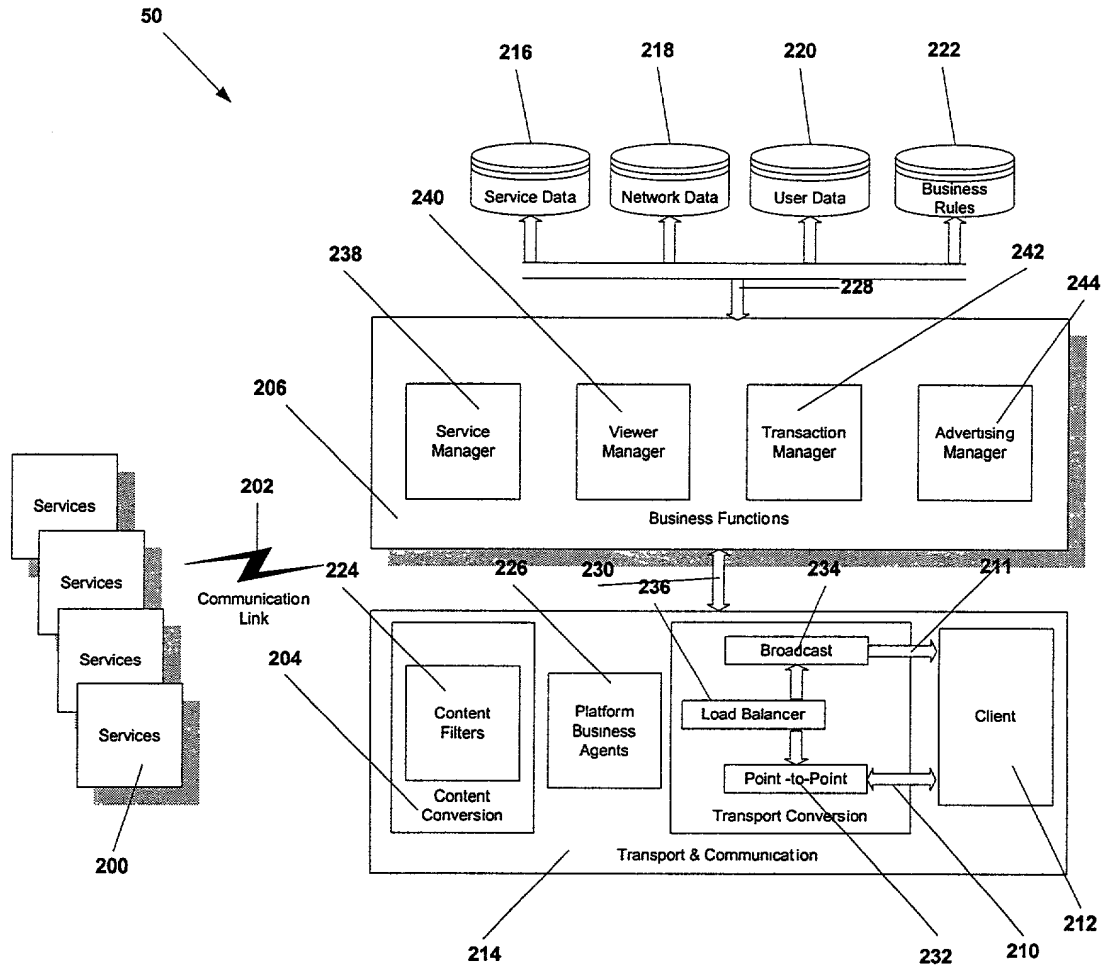 50
216
218
220
222
Service Data
Network Data
User Data
Business
Rules
240
238
242
244
228
206
Service
Manager
Viewer
Manager
Transaction
Manager
Advertising
Manager
Business Functions
Services
Services
Services
Services
202
Communication
Link
200
224
226
230
236
234
211
204
Content
Filters
Content
Conversion
Platform
Business
Agents
Broadcast
Load Balancer
Point -to-Point
Transport Conversion
Client
Transport & Communication
214
232
210
212